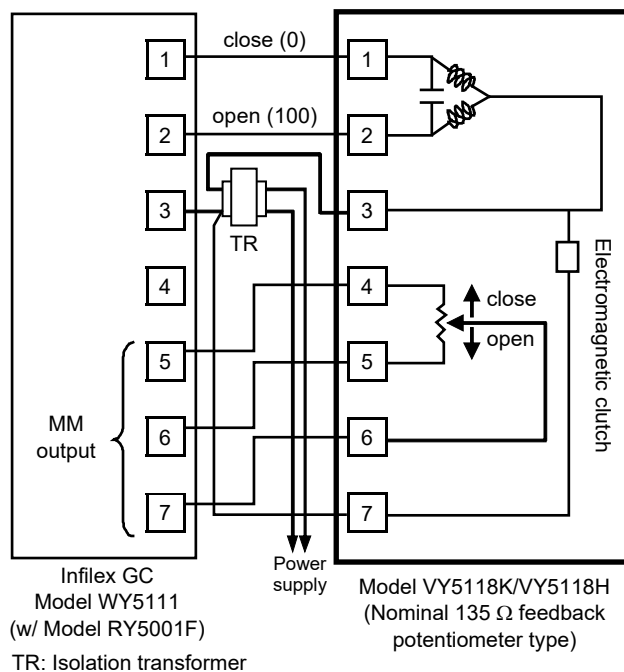 close (0)
1
1
open (100)
2
2
3
3
TR
4
4
close
open
Electromagnetic clutch
5
5
MM
output
6
6
7
7
Power
supply
Infilex GC
Model WY5111
(w/ Model RY5001F)
Model VY5118K/VY5118H
(Nominal 135 Ω feedback
potentiometer type)
TR: Isolation transformer